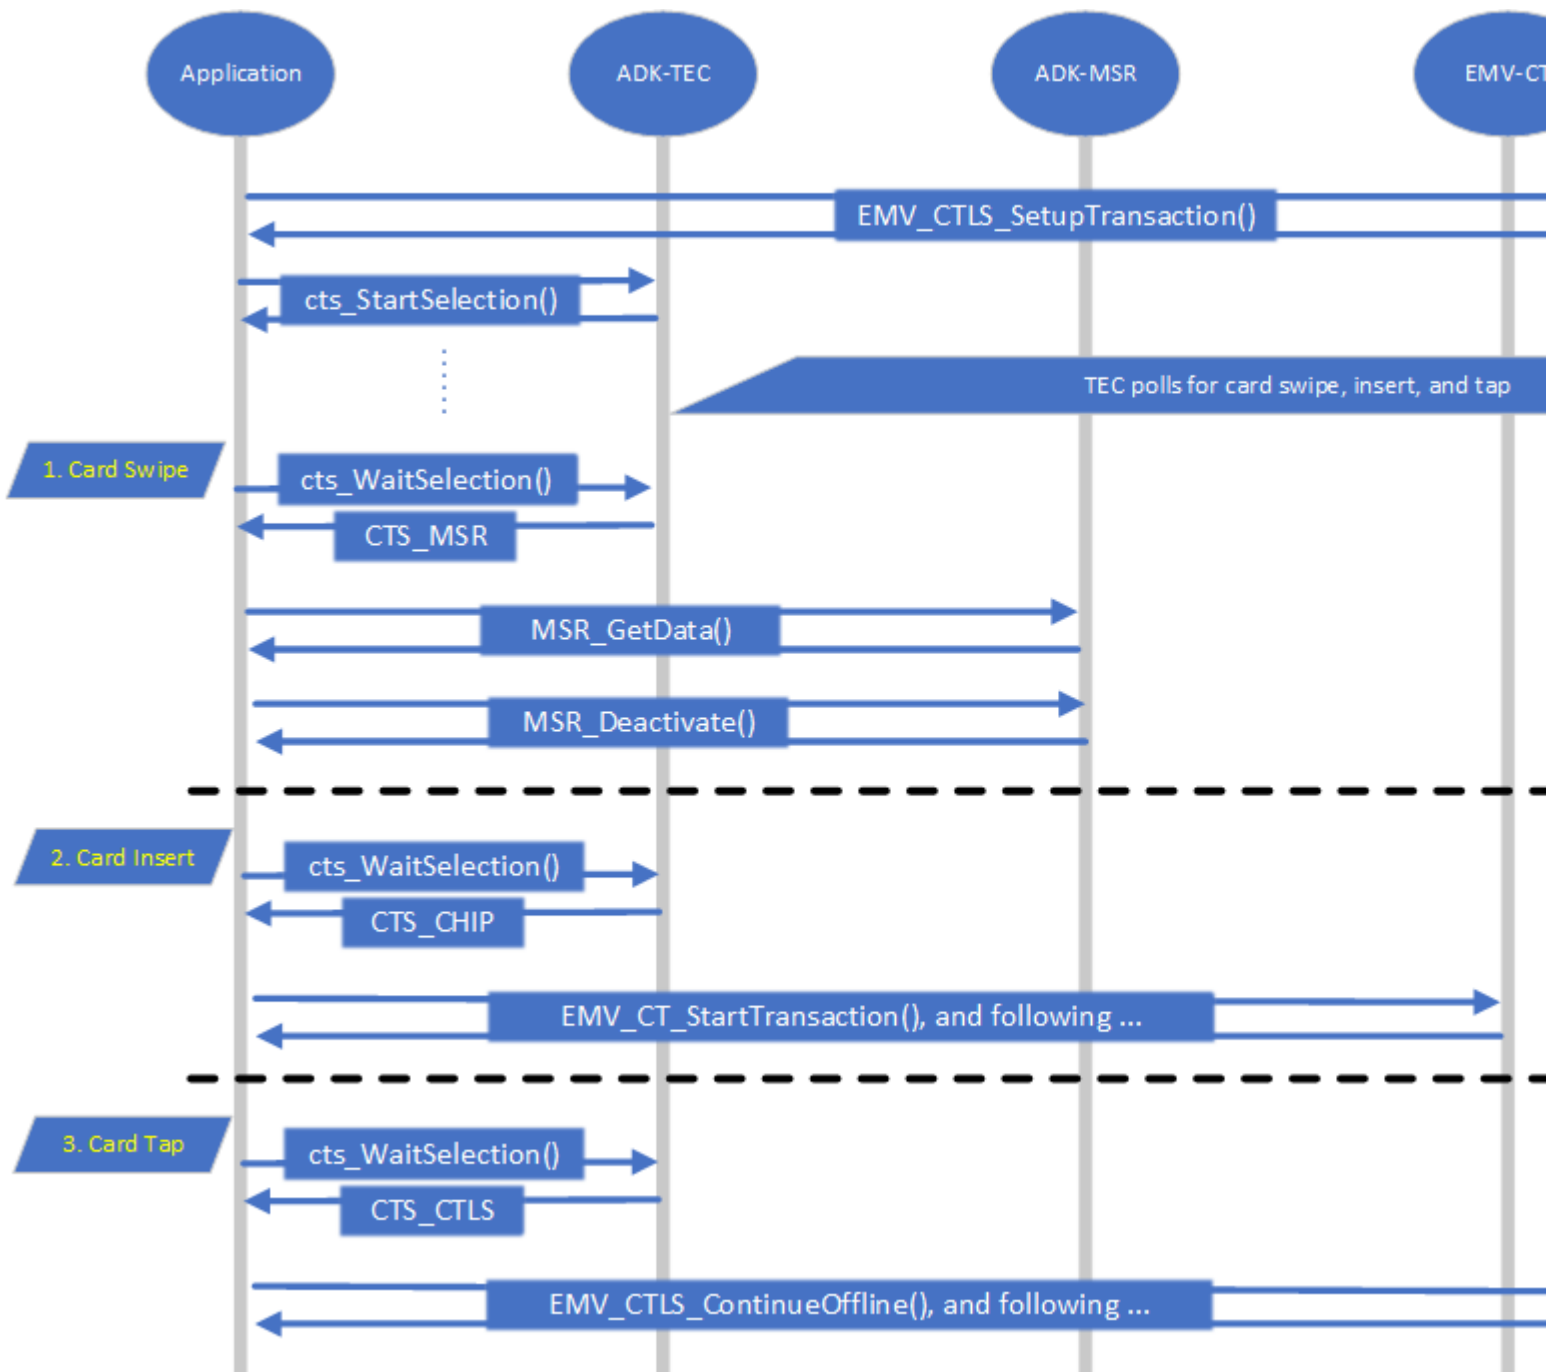 Application
ADK-TEC
ADK-MSR
EMV-CT
EMV_CTLS_SetupTransaction()
cts_StartSelection()
TEC polls for card swipe, insert, and tap
1. Card Swipe
cts_WaitSelection()
CTS_MSR
MSR_GetData()
MSR_Deactivate()
2. Card Insert
cts_WaitSelection()
CTS_CHIP
EMV_CT_StartTransaction(), and following ...
3. Card Tap
cts_WaitSelection()
CTS_CTLS
EMV_CTLS_ContinueOffline(), and following ...